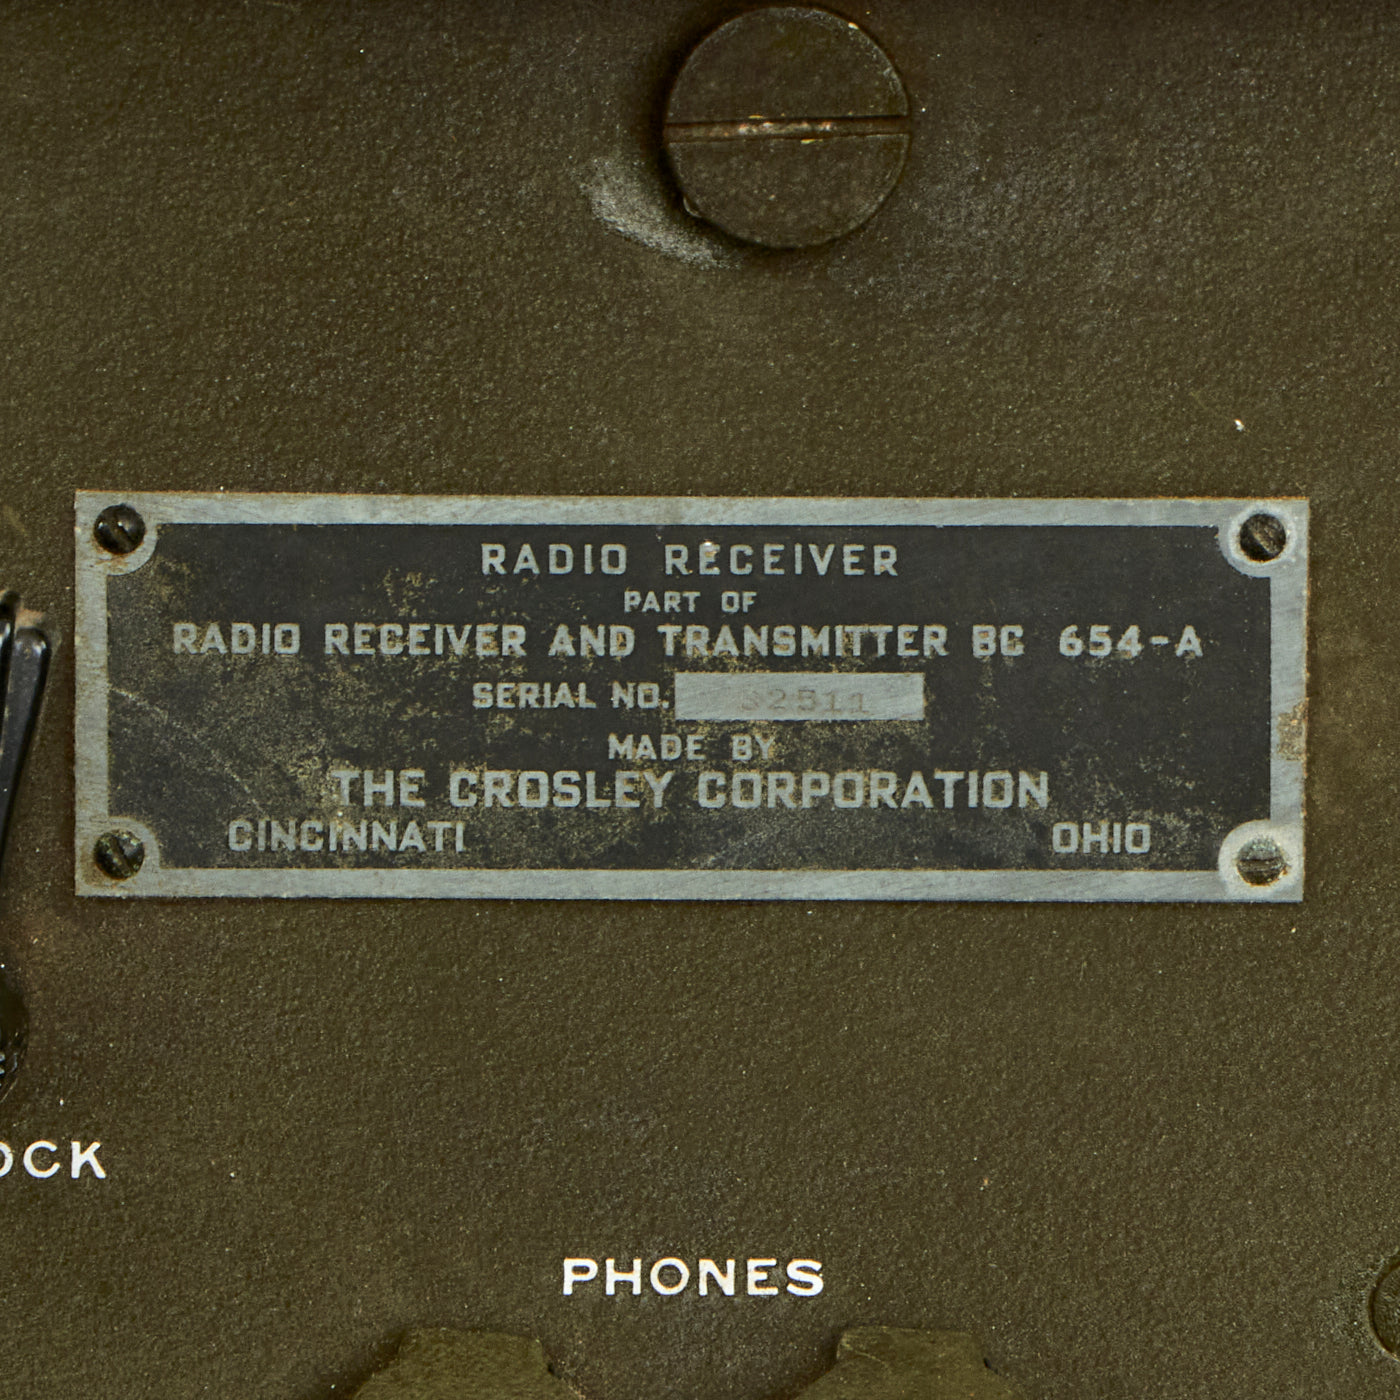 RADIO RECEIVER
PART OF
RADIO RECEIVER AND TRANSMITTER BC 654-A
SERIAL NO.
MADE BY
THE CROSLEY CORPORATION
CINCINNATI OHIO
OCK
PHONES